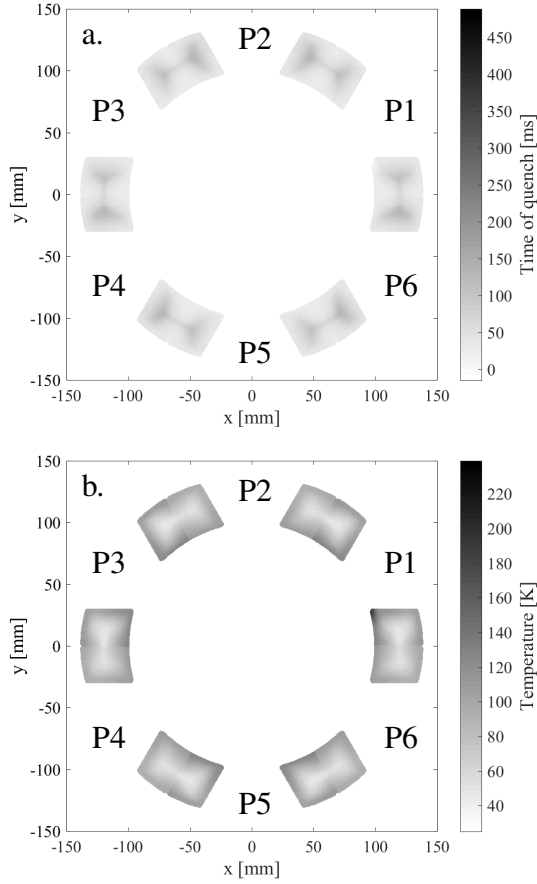 a.
P2
P3
P1
P4
P6
P5
150
100
50
0
-50
-100
-150
y [mm]
-150 -100 -50 0 50 100 150
x [mm]
450
400
350
300
250
200
150
100
50
0
Time of quench [ms]
b.
P2
P3
P1
P4
P6
P5
150
100
50
0
-50
-100
-150
y [mm]
-150 -100 -50 0 50 100 150
x [mm]
220
200
180
160
140
120
100
80
60
40
Temperature [K]